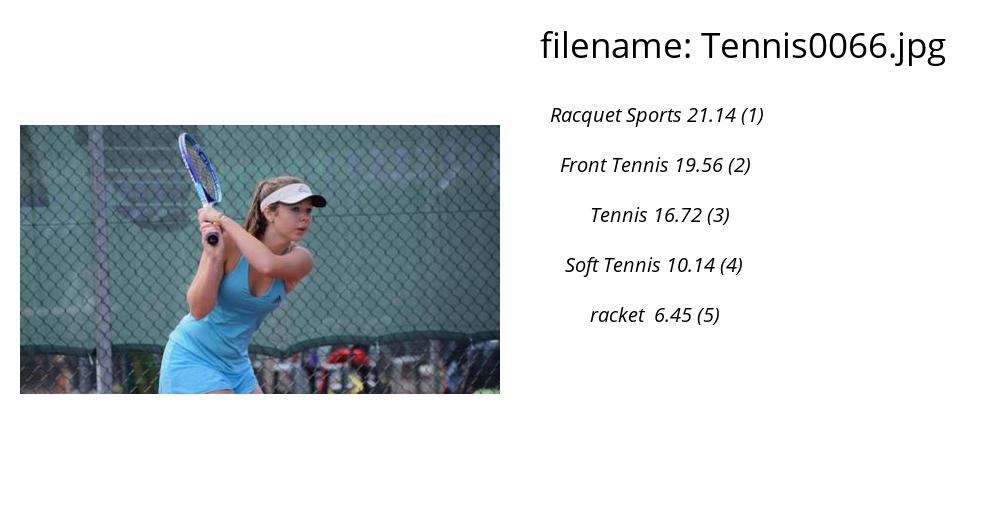 filename: Tennis0066.jpg
Racquet Sports 21.14 (1)
Front Tennis 19.56 (2)
Tennis 16.72 (3)
Soft Tennis 10.14 (4)
racket 6.45 (5)